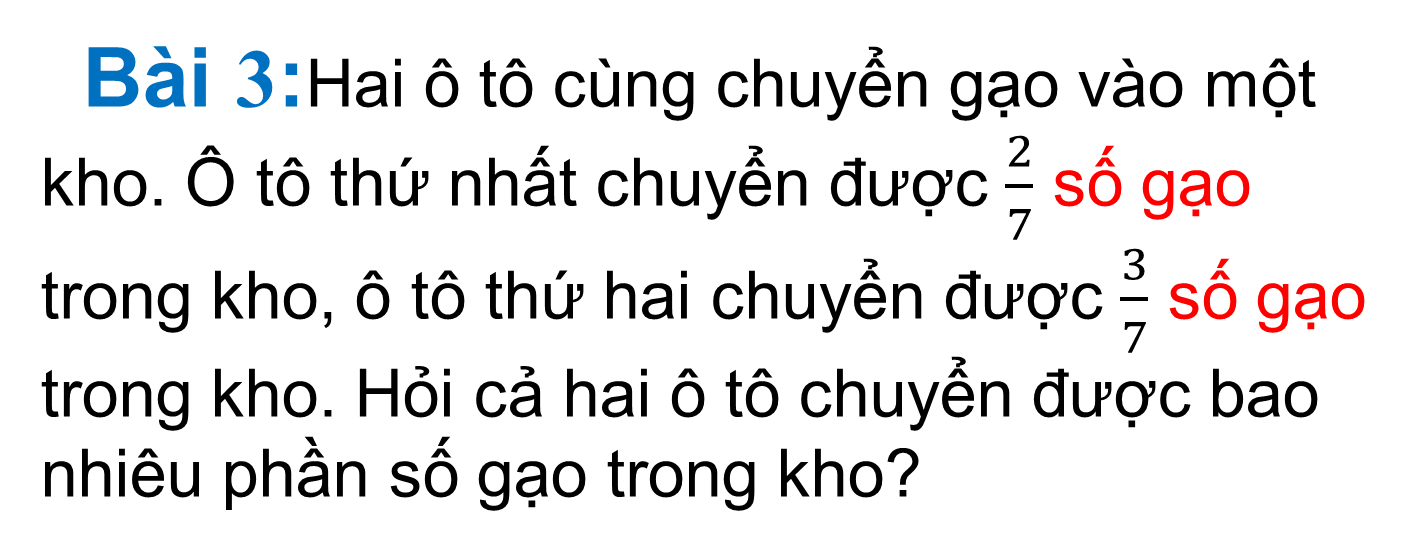 Bài 3:Hai ô tô cùng chuyển gạo vào một
kho. Ô tô thứ nhất chuyển được 2/7 số gạo
trong kho, ô tô thứ hai chuyển được 3/7 số gạo
trong kho. Hỏi cả hai ô tô chuyển được bao
nhiêu phần số gạo trong kho?